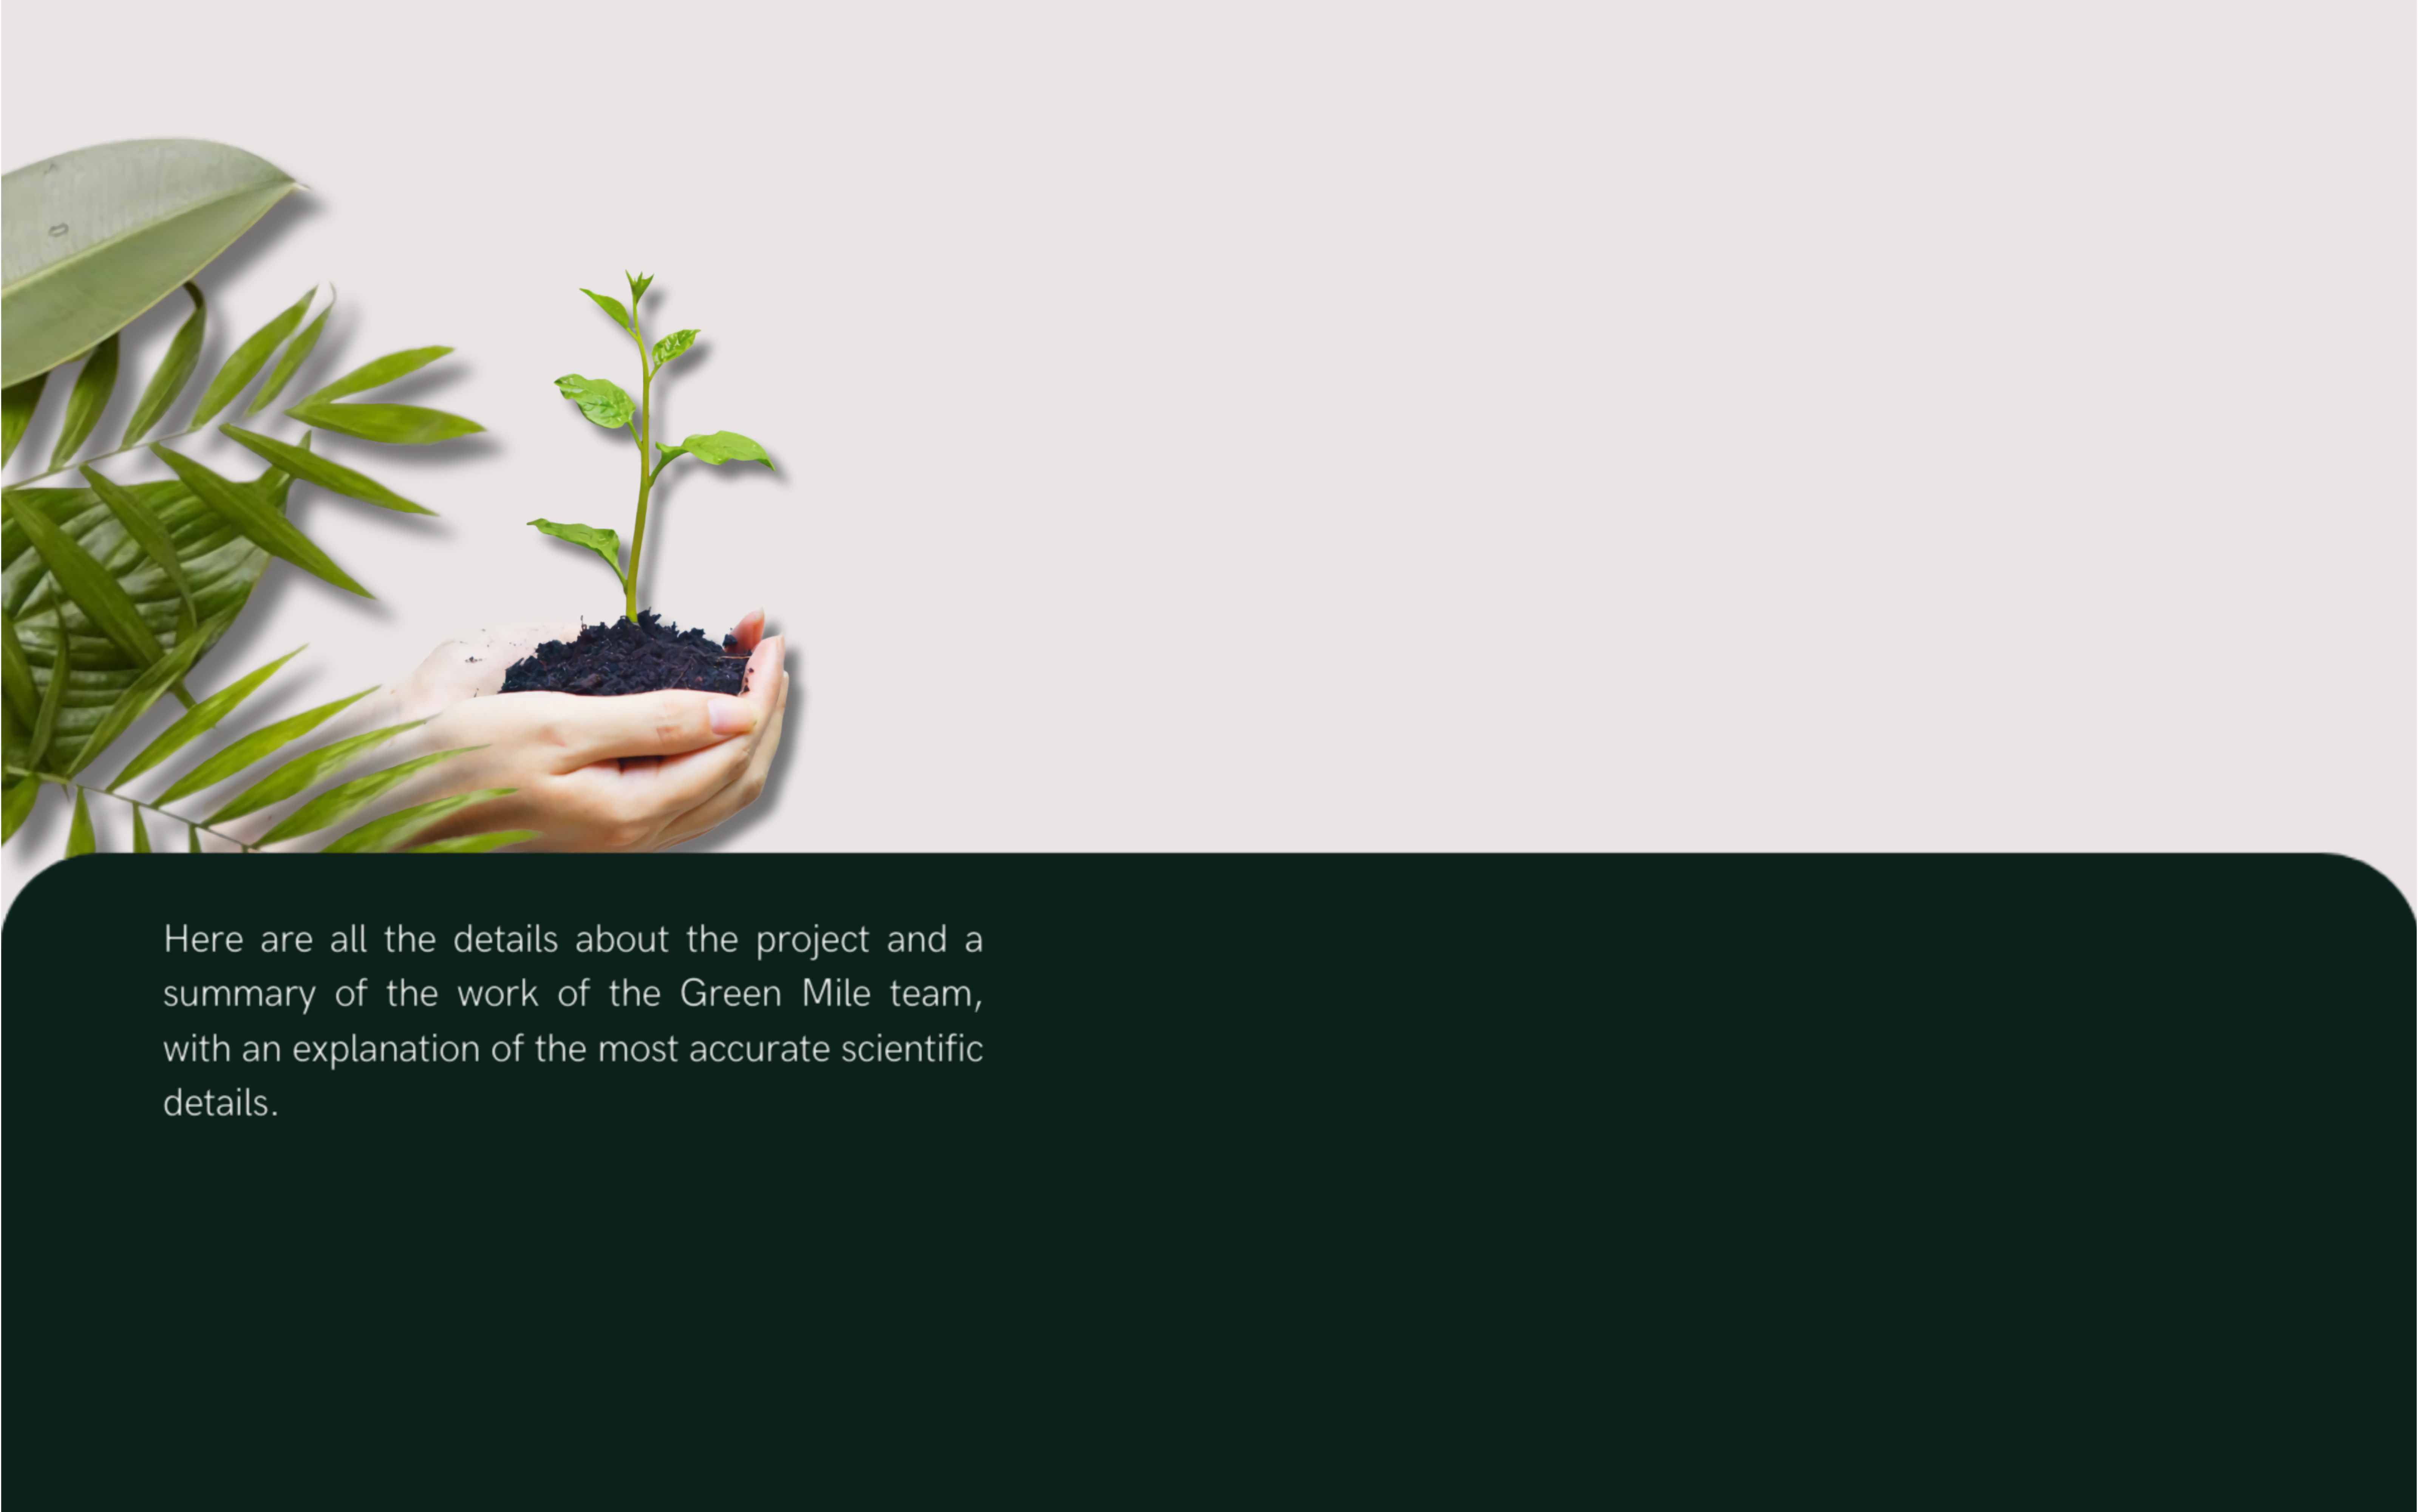 Here are all the details about the project and a
summary of the work of the Green Mile team,
with an explanation of the most accurate scientific
details.